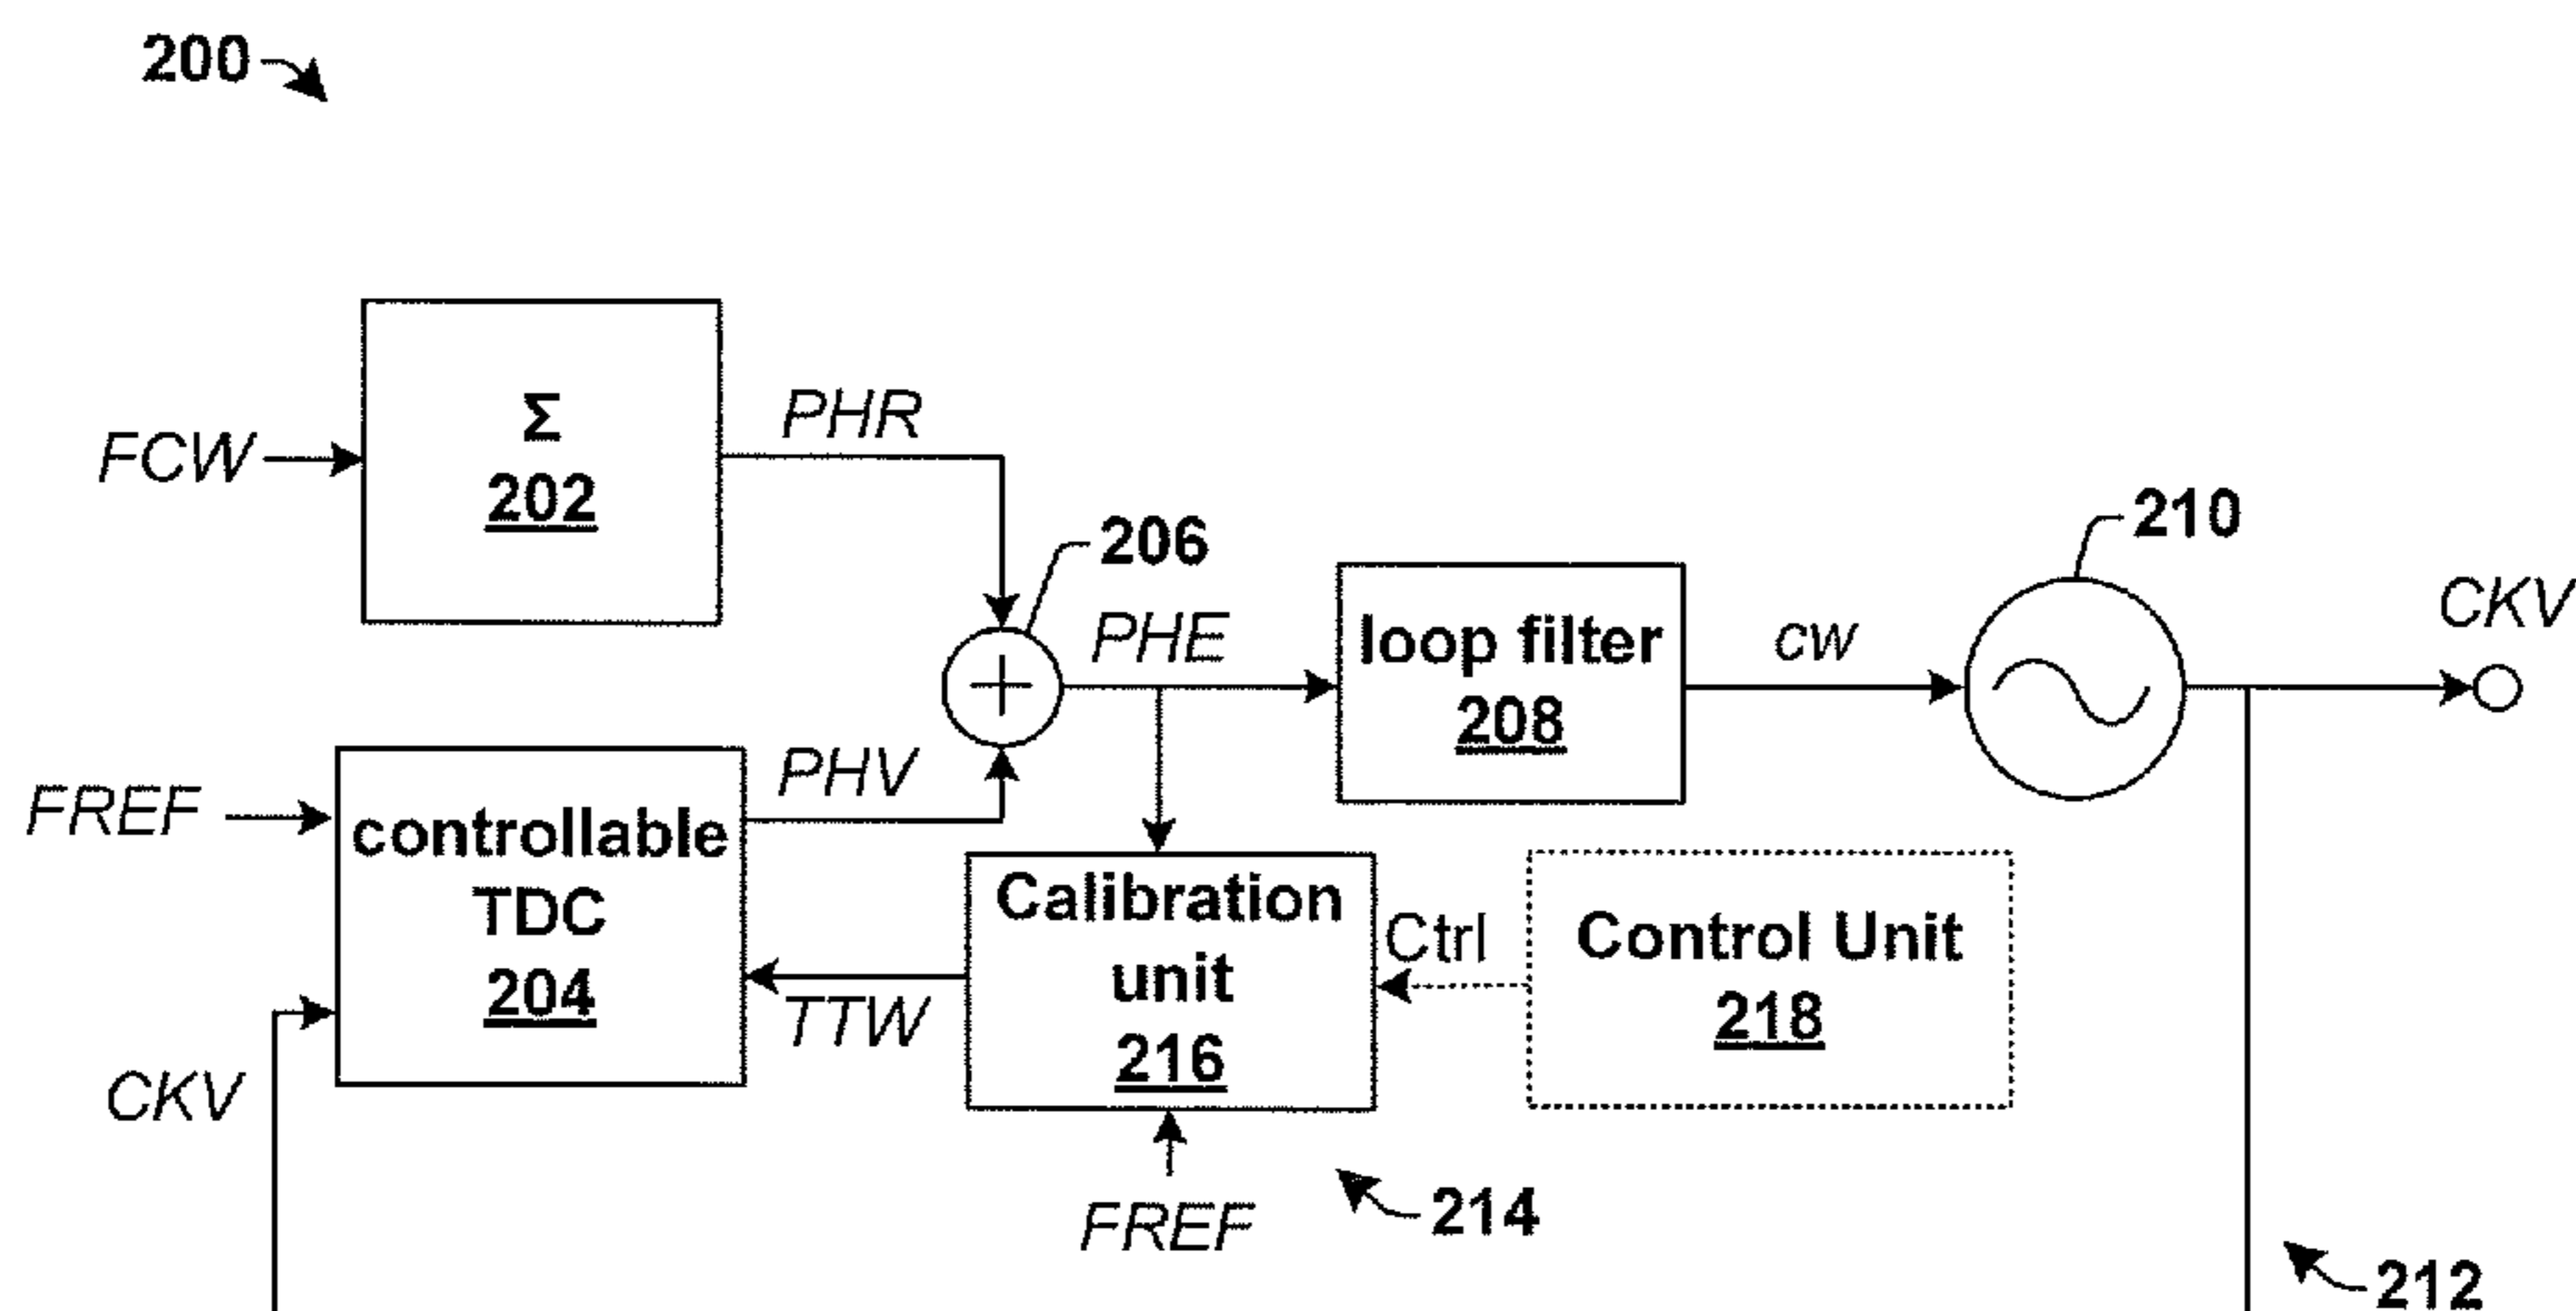 200
FCW
Σ
202
PHR
206
PHE
loop filter
208
cw
210
CKV
FREF
controllable
TDC
204
PHV
TTW
CKV
Calibration
unit
216
Ctrl
Control Unit
218
FREF
214
212